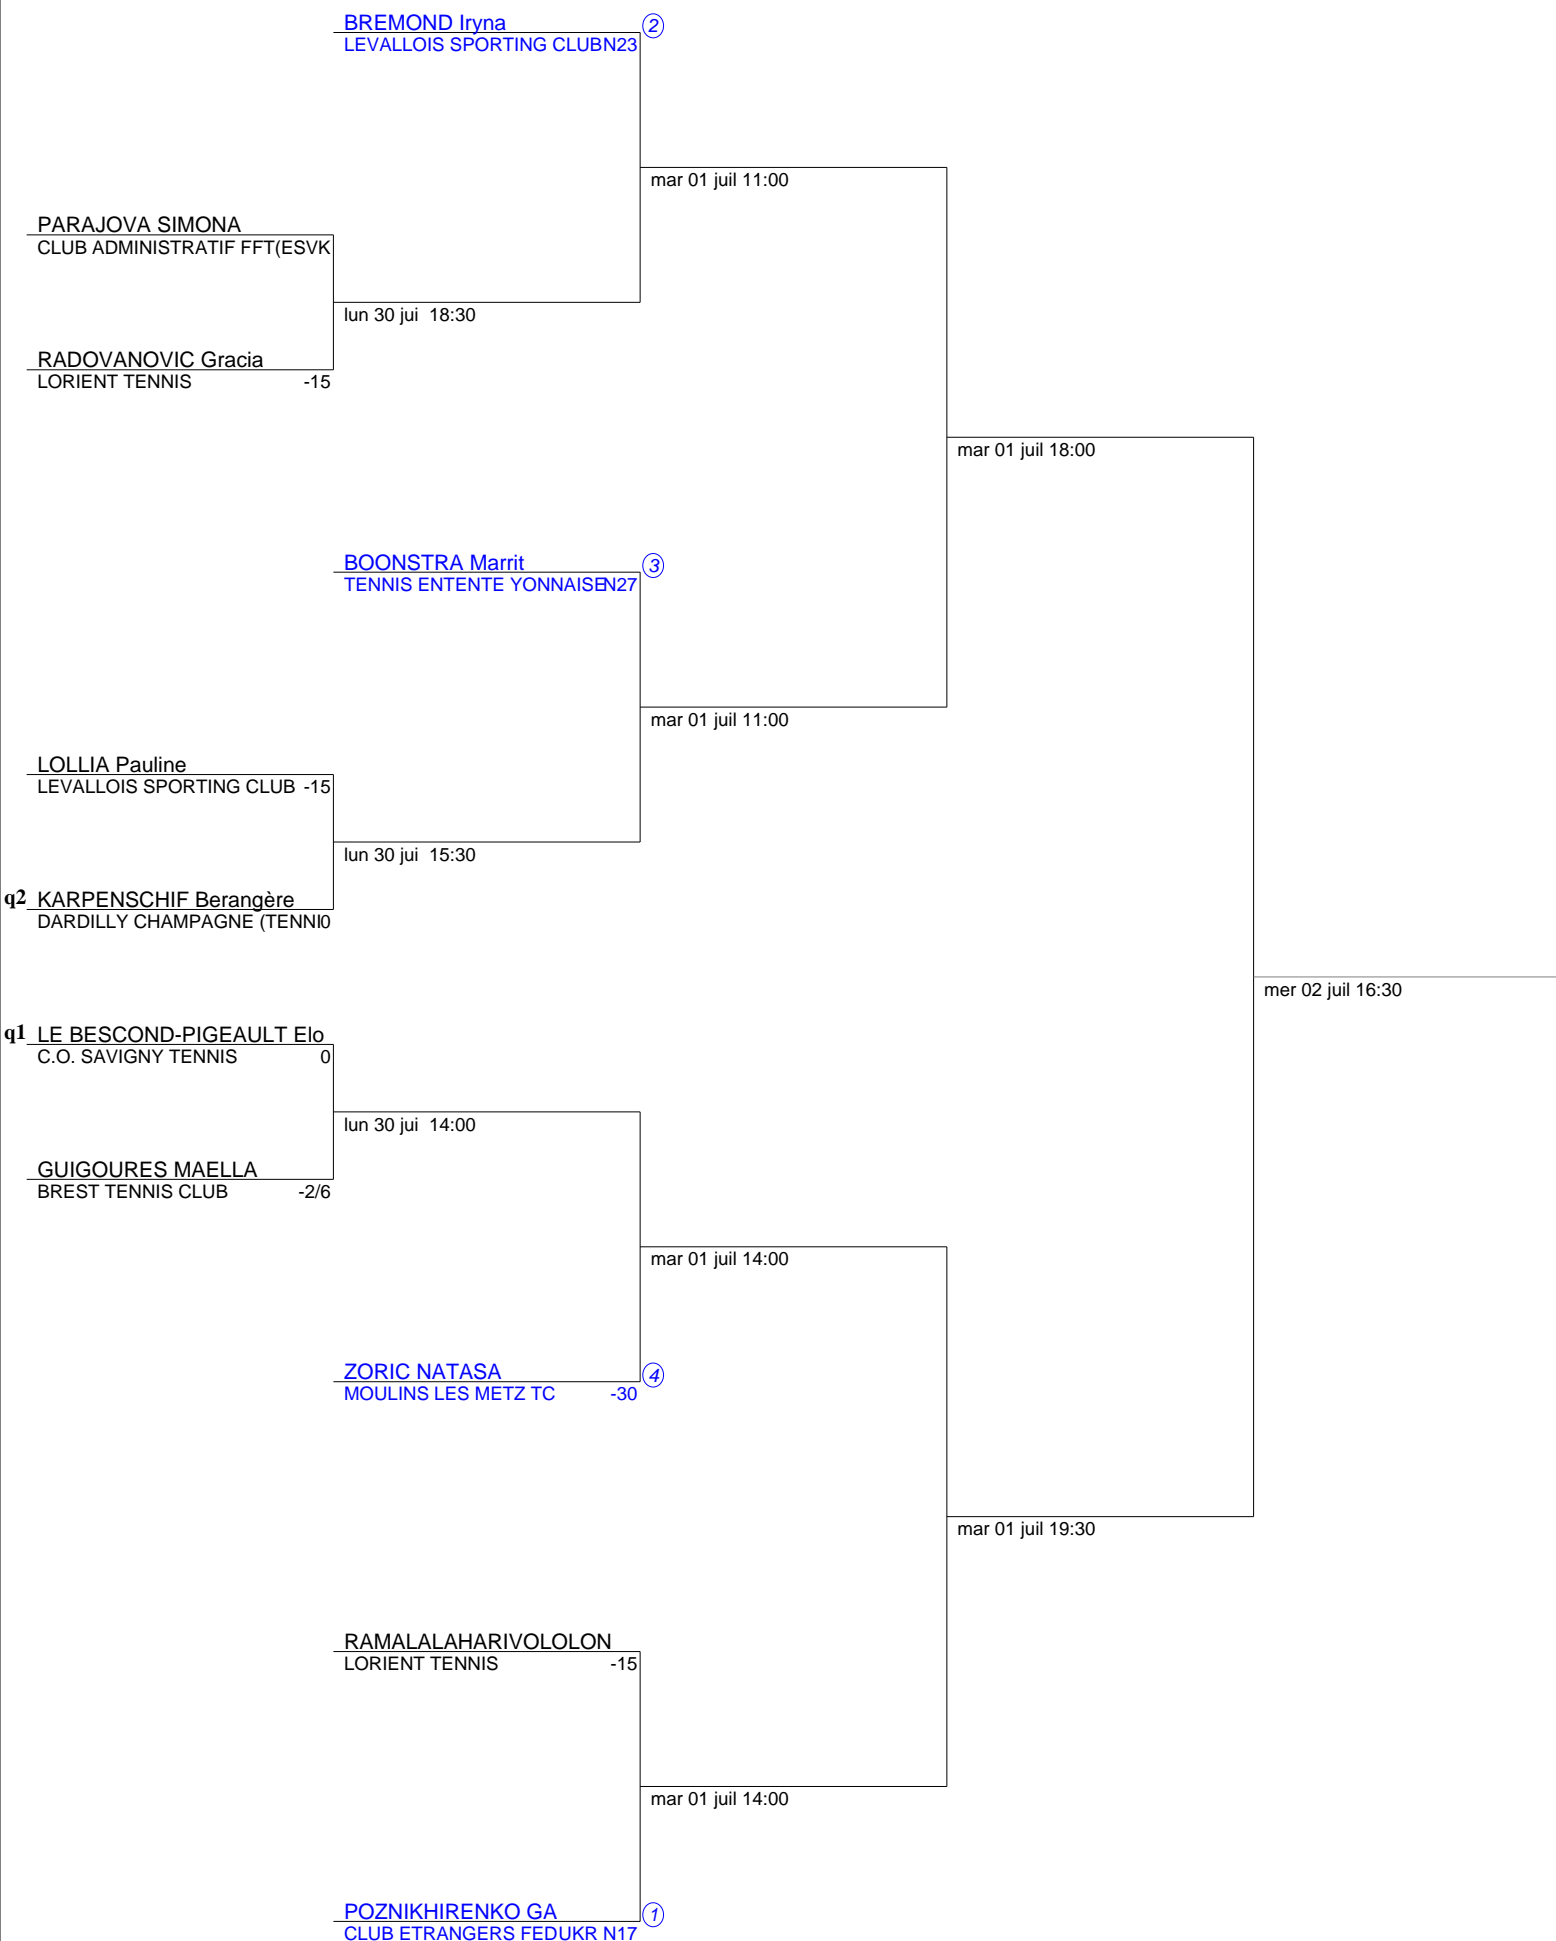 BREMOND Iryna 2
LEVALLOIS SPORTING CLUBN23
mar 01 juil 11:00
PARAJOVA SIMONA
CLUB ADMINISTRATIF FFT(ESVK
lun 30 jui 18:30
RADOVANOVIC Gracia
LORIENT TENNIS -15
mar 01 juil 18:00
BOONSTRA Marrit 3
TENNIS ENTENTE YONNAISEN27
mar 01 juil 11:00
LOLLIA Pauline
LEVALLOIS SPORTING CLUB -15
lun 30 jui 15:30
q2 KARPENSCHIF Berangère
DARDILLY CHAMPAGNE (TENNI0
mer 02 juil 16:30
q1 LE BESCOND-PIGEAULT Elo
C.O. SAVIGNY TENNIS 0
lun 30 jui 14:00
GUIGOURES MAELLA
BREST TENNIS CLUB -2/6
mar 01 juil 14:00
ZORIC NATASA 4
MOULINS LES METZ TC -30
mar 01 juil 19:30
RAMALALAHARIVOLOLON
LORIENT TENNIS -15
mar 01 juil 14:00
POZNIKHIRENKO GA 1
CLUB ETRANGERS FEDUKR N17